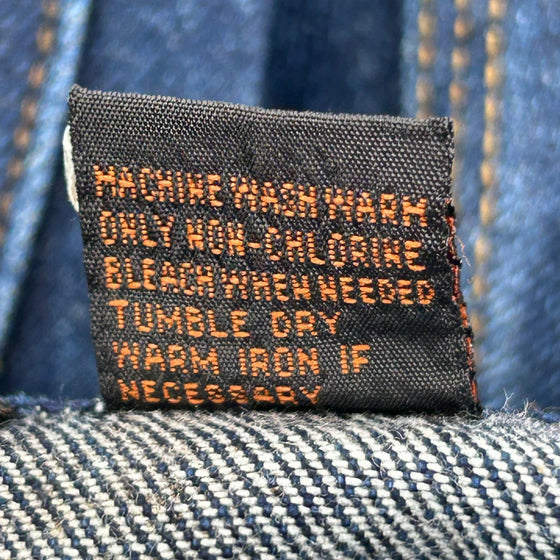 MACHINE WASH WARM
ONLY NON-CHLORINE
BLEACH WHEN NEEDED
TUMBLE DRY
WARM IRON IF
NECESSARY